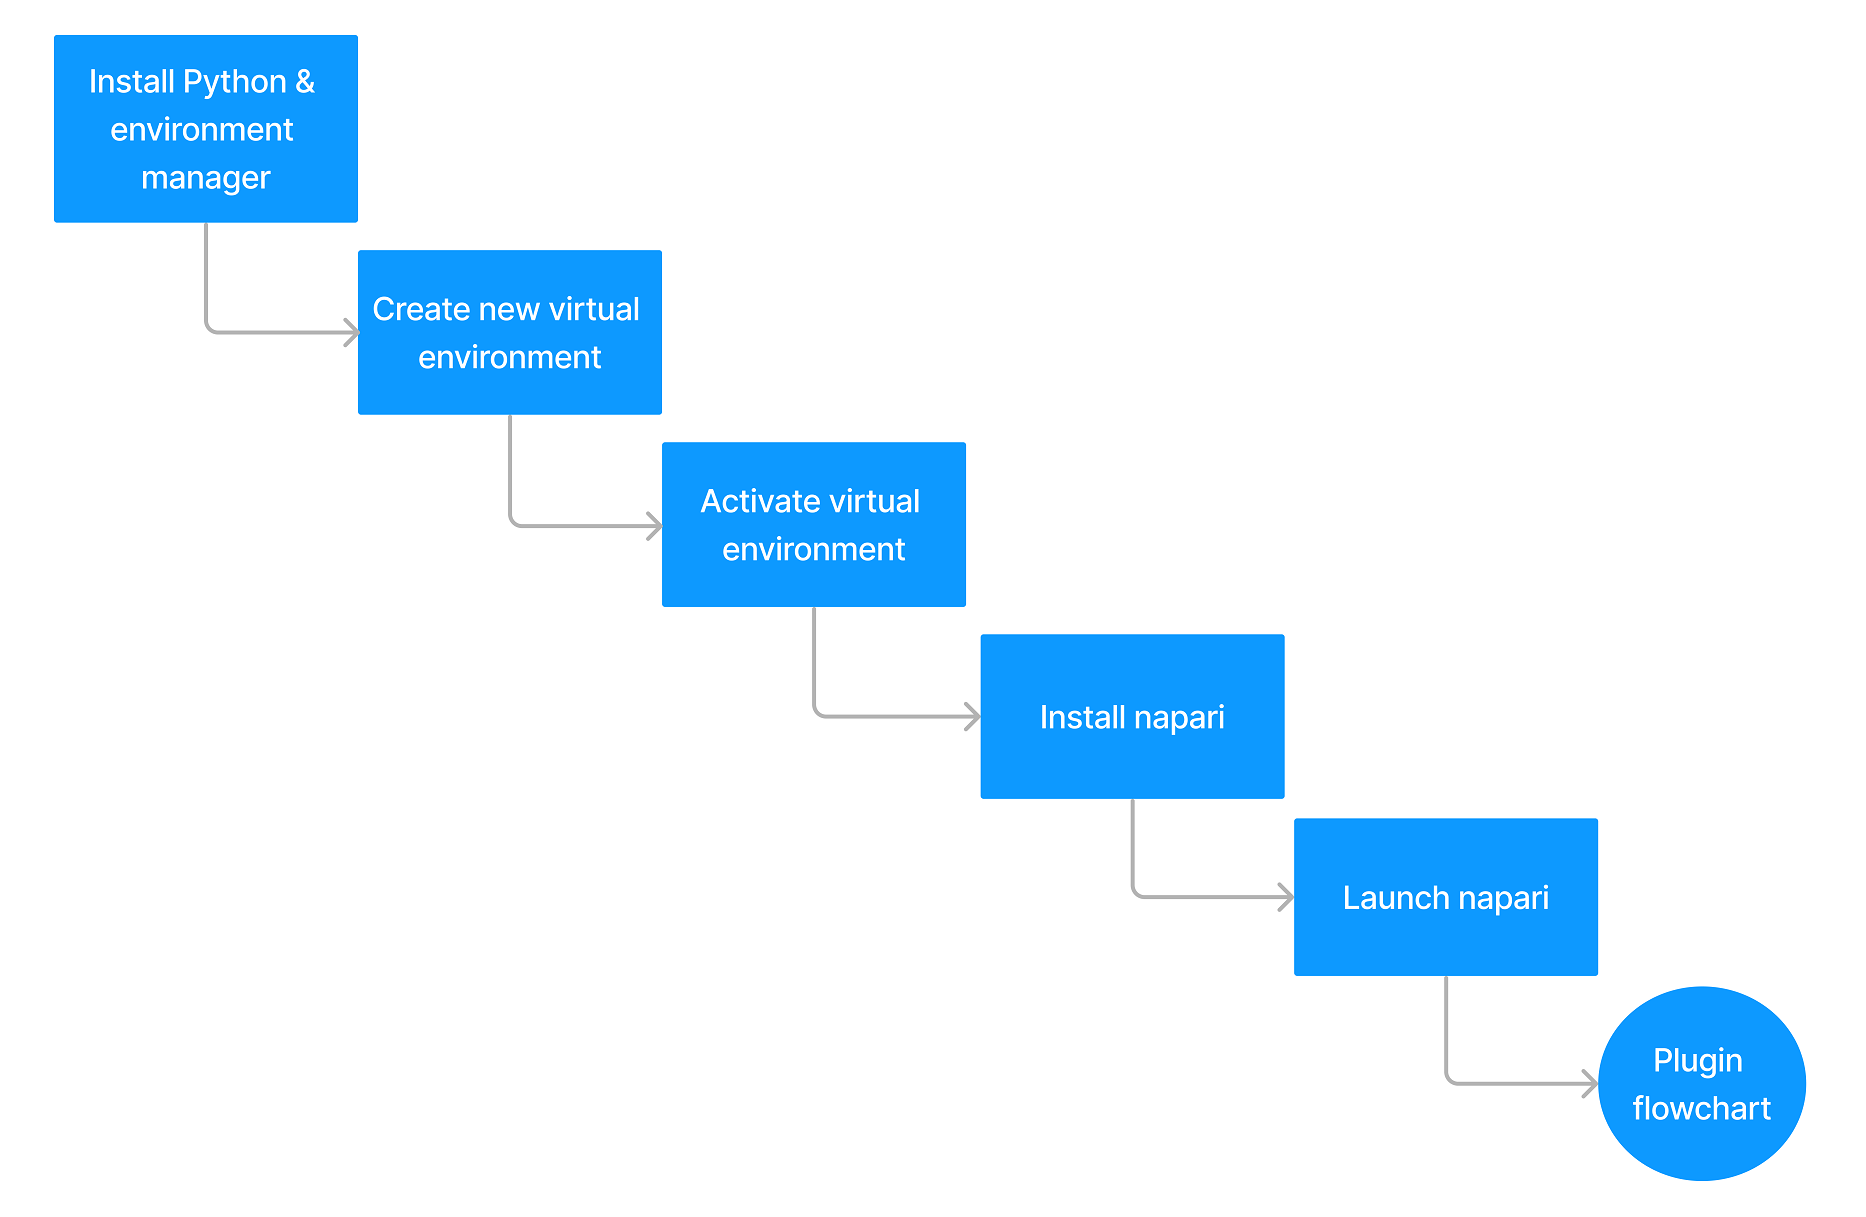 Install Python &
environment
manager
Create new virtual
environment
Activate virtual
environment
Install napari
Launch napari
Plugin
flowchart